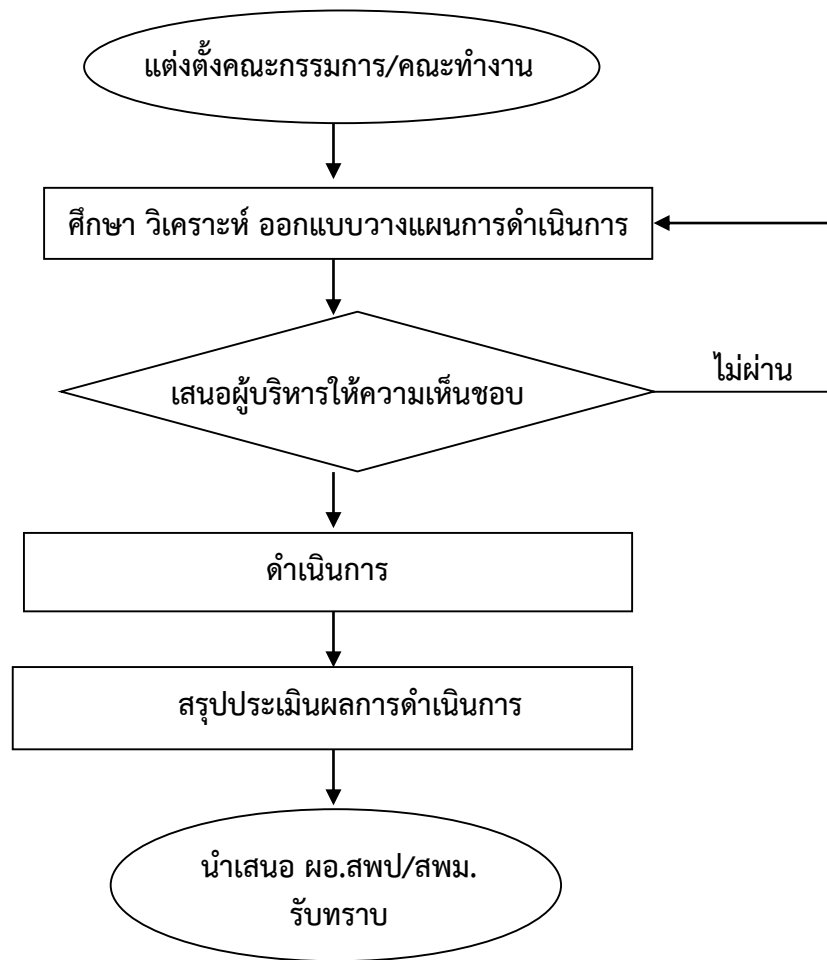 แต่งตั้งคณะกรรมการ/คณะทำงาน
ศึกษา วิเคราะห์ ออกแบบวางแผนการดำเนินการ
ไม่ผ่าน
เสนอผู้บริหารให้ความเห็นชอบ
ดำเนินการ
สรุปประเมินผลการดำเนินการ
นำเสนอ ผอ.สพป/สพม.
รับทราบ